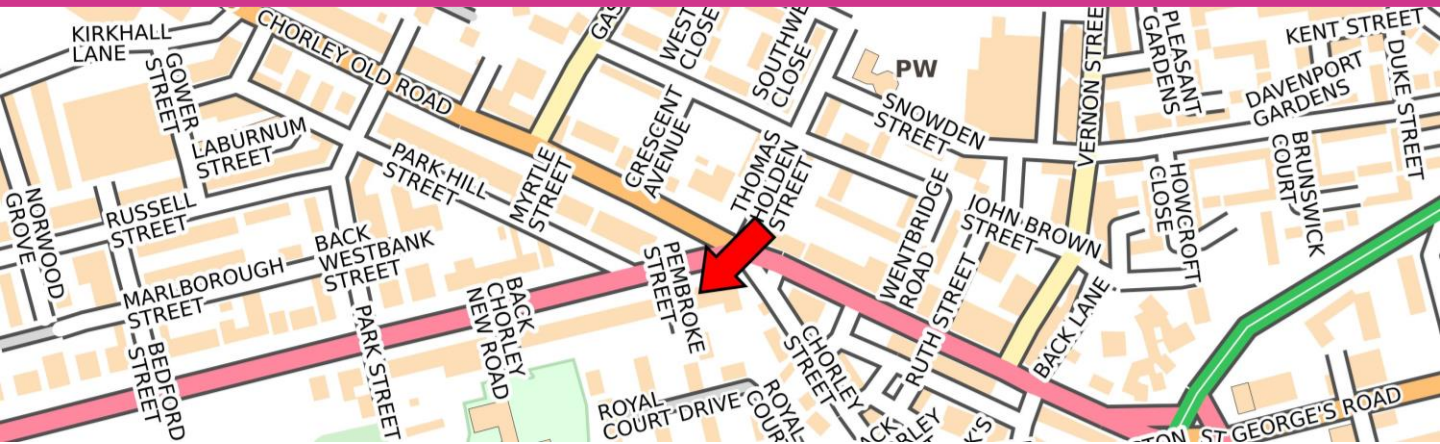 KIRKHALL
LANE
GOWER
STREET
CHORLEY OLD ROAD
WEST
CLOSE
SOUTHWE
CLOSE
PW
VERNON STREE
PLEASANT
GARDENS
KENT STREET
DAVENPORT
GARDENS
DUKE STREET
LABURNUM
STREET
PARK HILL
STREET
MYRTLE
STREET
CRESCENT
AVENUE
THOMAS
HOLDEN
STREET
SNOWDEN
STREET
BRUNSWICK
COURT
HOWCROFT
CLOSE
NORWOOD
GROVE
RUSSELL
STREET
BACK
WESTBANK
STREET
MARLBOROUGH
STREET
WENTBRIDGE
ROAD
JOHN BROWN
STREET
PEMBROKE
STREET
BACK
CHORLEY
NEW ROAD
PARK STREET
BEDFORD
STREET
RUTH STREET
BACK LANE
CHORLEY
STREET
ROYAL
COURT DRIVE
ST GEORGE'S ROAD